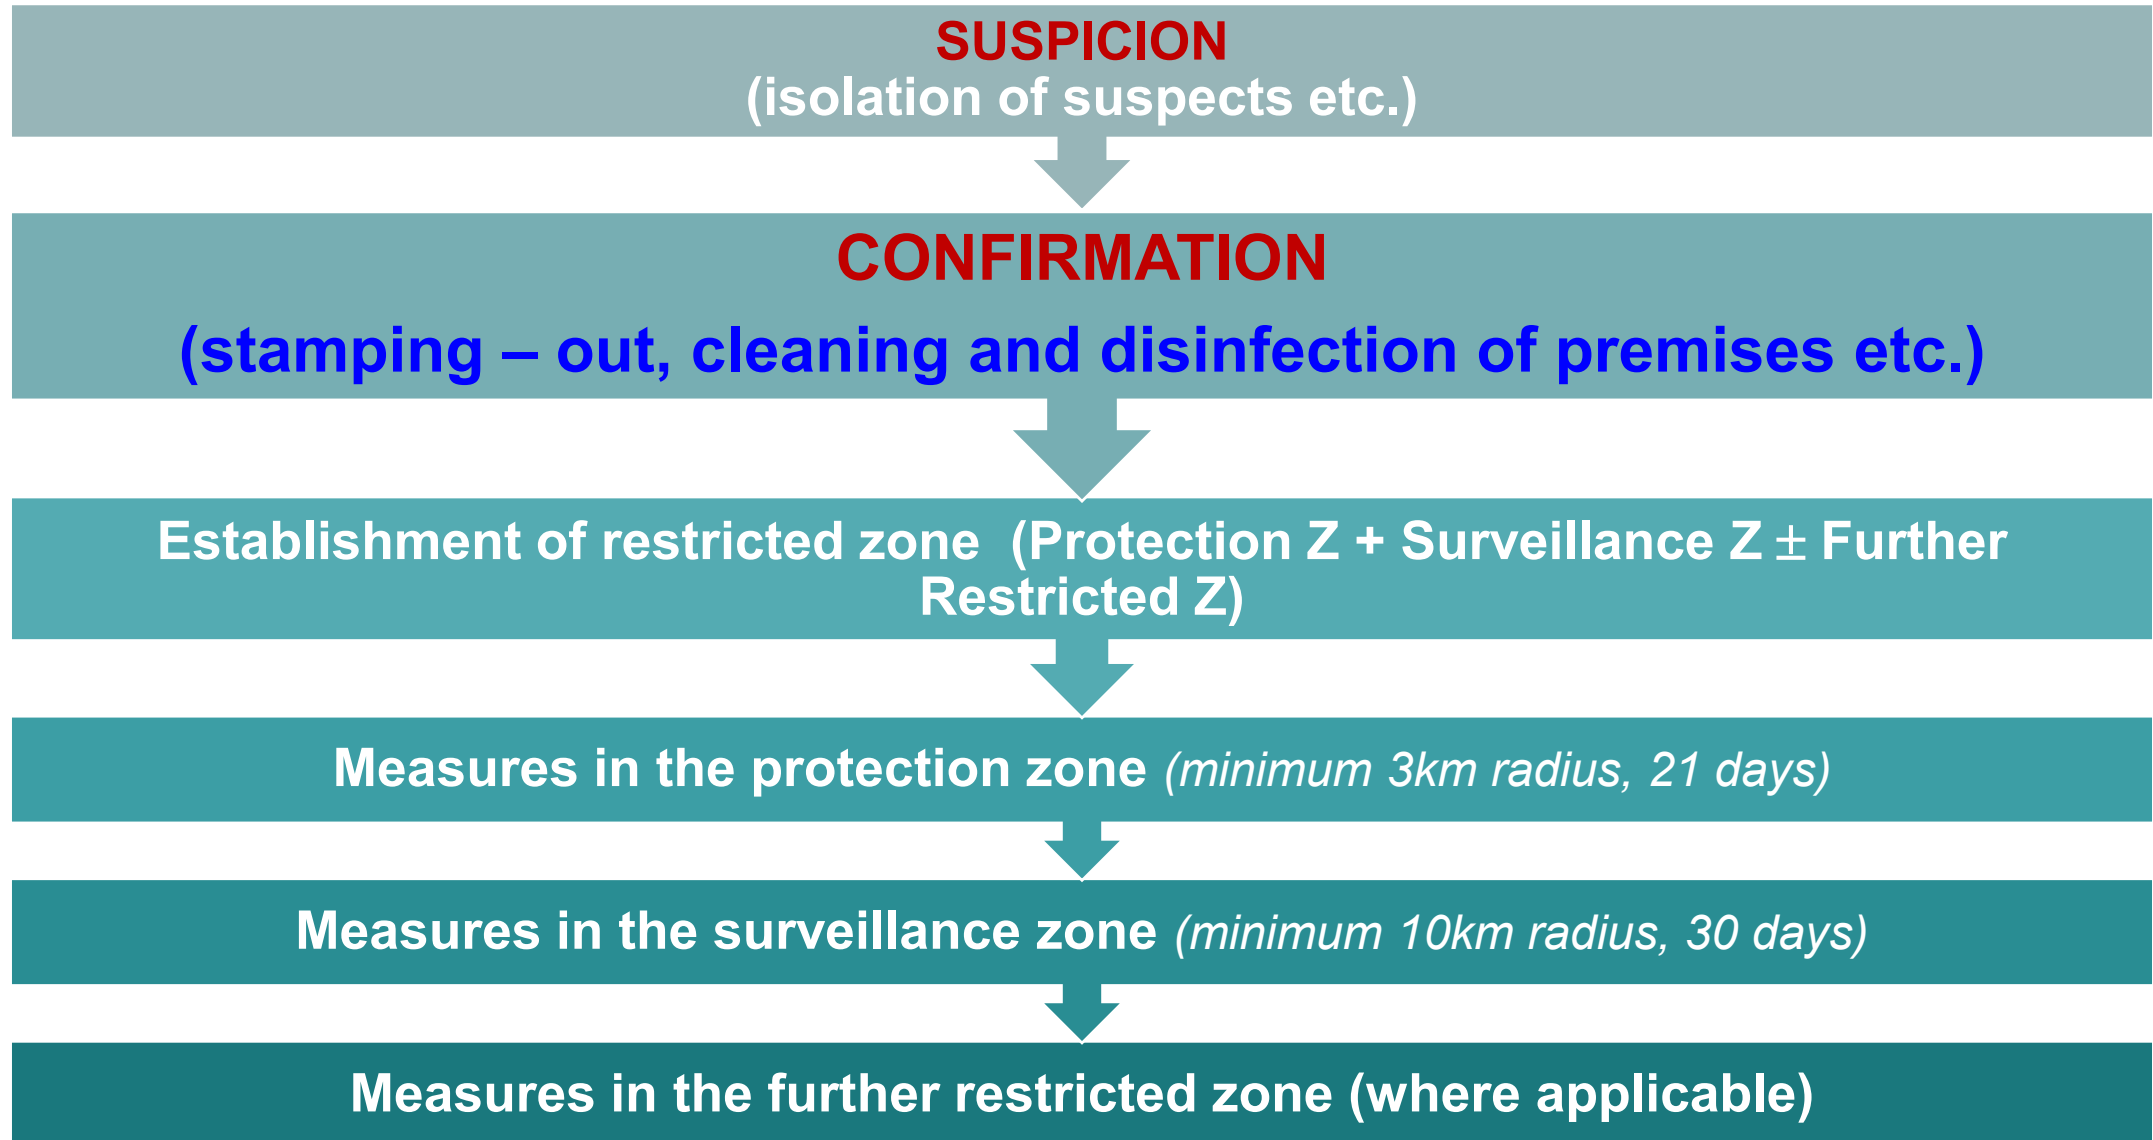 SUSPICION
(isolation of suspects etc.)
CONFIRMATION
(stamping – out, cleaning and disinfection of premises etc.)
Establishment of restricted zone  (Protection Z + Surveillance Z ± Further
Restricted Z)
Measures in the protection zone (minimum 3km radius, 21 days)
Measures in the surveillance zone (minimum 10km radius, 30 days)
Measures in the further restricted zone (where applicable)